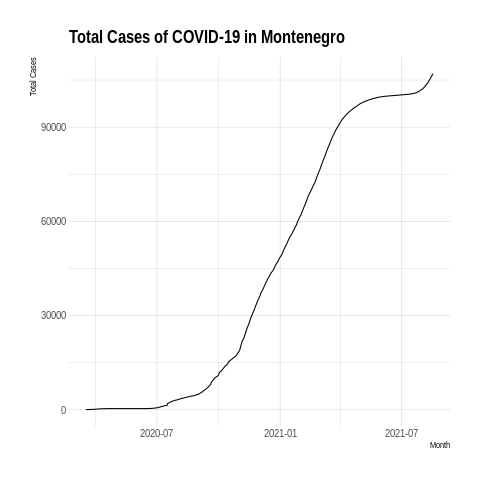 Total Cases of COVID-19 in Montenegro
Total Cases
90000
60000
30000
0
2020-07
2021-01
2021-07
Month